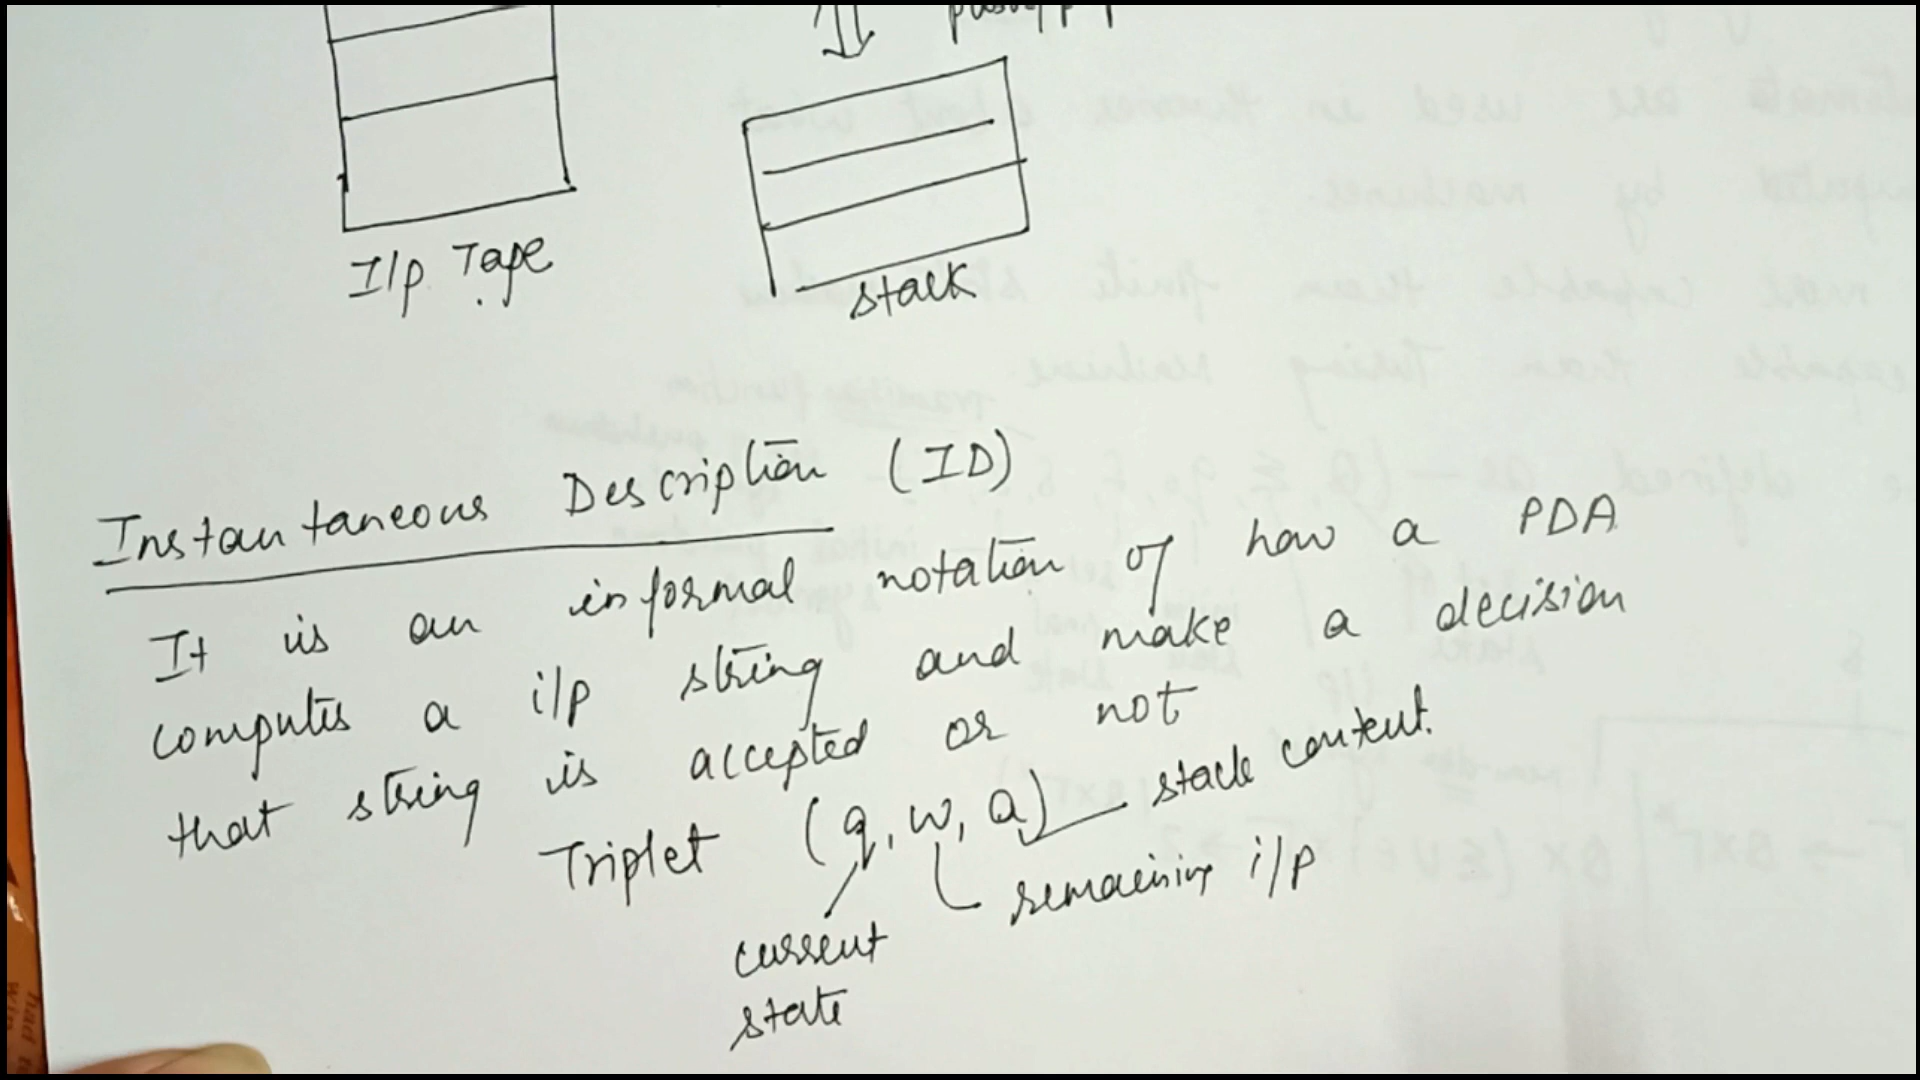 I/p Tape
stack
Instantaneous Description (ID)
It is an informal notation of how a PDA
computes a i/p string and make a decision
that string is accepted or not
Triplet (q, w, a) stack content.
remaining i/p
current
state